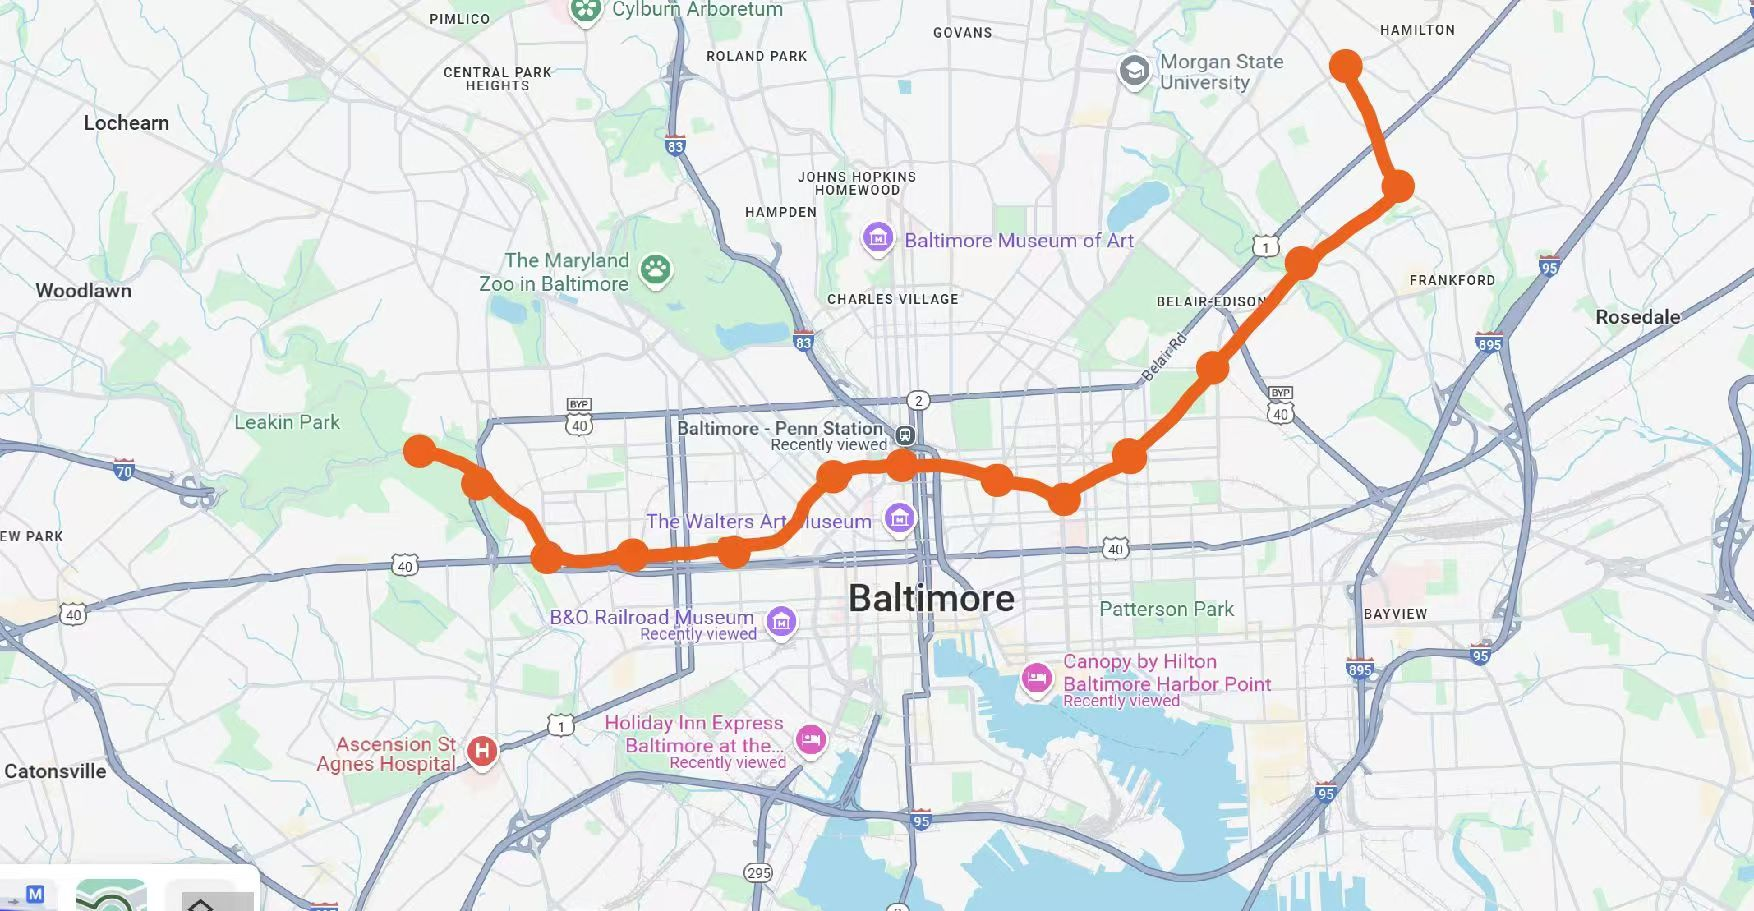 PIMLICO
Cylburn Arboretum
GOVANS
HAMILTON
ROLAND PARK
CENTRAL PARK
HEIGHTS
Morgan State
University
Lochearn
83
JOHNS HOPKINS
HOMEWOOD
HAMPDEN
Baltimore Museum of Art
1
The Maryland
Zoo in Baltimore
95
FRANKFORD
Woodlawn
CHARLES VILLAGE
BELAIR-EDISON
Rosedale
83
895
Belair Rd
BYP
40
2
BYP
40
Leakin Park
Baltimore - Penn Station
Recently viewed
70
The Walters Art Museum
EW PARK
40
40
Baltimore
40
B&O Railroad Museum
Recently viewed
Patterson Park
BAYVIEW
95
895
Canopy by Hilton
Baltimore Harbor Point
Recently viewed
1
Holiday Inn Express
Baltimore at the...
Recently viewed
Ascension St
Agnes Hospital
H
Catonsville
95
95
295
M